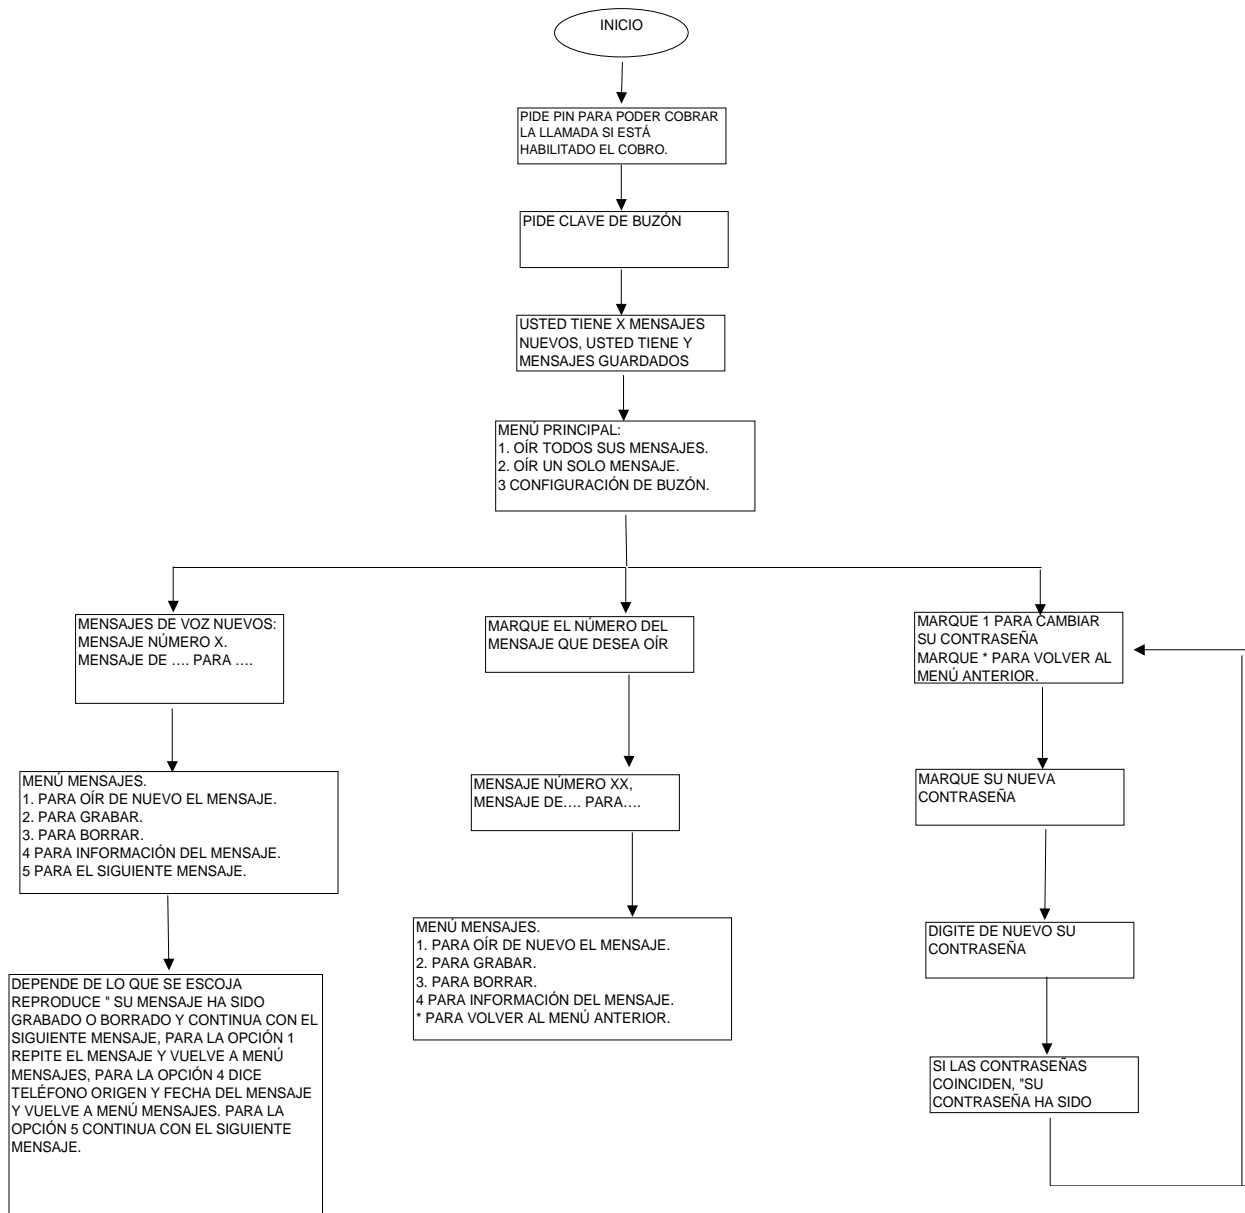 INICIO
PIDE PIN PARA PODER COBRAR
LA LLAMADA SI ESTÁ
HABILITADO EL COBRO.
PIDE CLAVE DE BUZÓN
USTED TIENE X MENSAJES
NUEVOS, USTED TIENE Y
MENSAJES GUARDADOS
MENÚ PRINCIPAL:
1. OÍR TODOS SUS MENSAJES.
2. OÍR UN SOLO MENSAJE.
3 CONFIGURACIÓN DE BUZÓN.
MENSAJES DE VOZ NUEVOS:
MENSAJE NÚMERO X.
MENSAJE DE .... PARA ....
MENÚ MENSAJES.
1. PARA OÍR DE NUEVO EL MENSAJE.
2. PARA GRABAR.
3. PARA BORRAR.
4 PARA INFORMACIÓN DEL MENSAJE.
5 PARA EL SIGUIENTE MENSAJE.
DEPENDE DE LO QUE SE ESCOJA
REPRODUCE " SU MENSAJE HA SIDO
GRABADO O BORRADO Y CONTINUA CON EL
SIGUIENTE MENSAJE, PARA LA OPCIÓN 1
REPITE EL MENSAJE Y VUELVE A MENÚ
MENSAJES, PARA LA OPCIÓN 4 DICE
TELÉFONO ORIGEN Y FECHA DEL MENSAJE
Y VUELVE A MENÚ MENSAJES. PARA LA
OPCIÓN 5 CONTINUA CON EL SIGUIENTE
MENSAJE.
MARQUE EL NÚMERO DEL
MENSAJE QUE DESEA OÍR
MENSAJE NÚMERO XX,
MENSAJE DE.... PARA....
MENÚ MENSAJES.
1. PARA OÍR DE NUEVO EL MENSAJE.
2. PARA GRABAR.
3. PARA BORRAR.
4 PARA INFORMACIÓN DEL MENSAJE.
* PARA VOLVER AL MENÚ ANTERIOR.
MARQUE 1 PARA CAMBIAR
SU CONTRASEÑA
MARQUE * PARA VOLVER AL
MENÚ ANTERIOR.
MARQUE SU NUEVA
CONTRASEÑA
DIGITE DE NUEVO SU
CONTRASEÑA
SI LAS CONTRASEÑAS
COINCIDEN, "SU
CONTRASEÑA HA SIDO